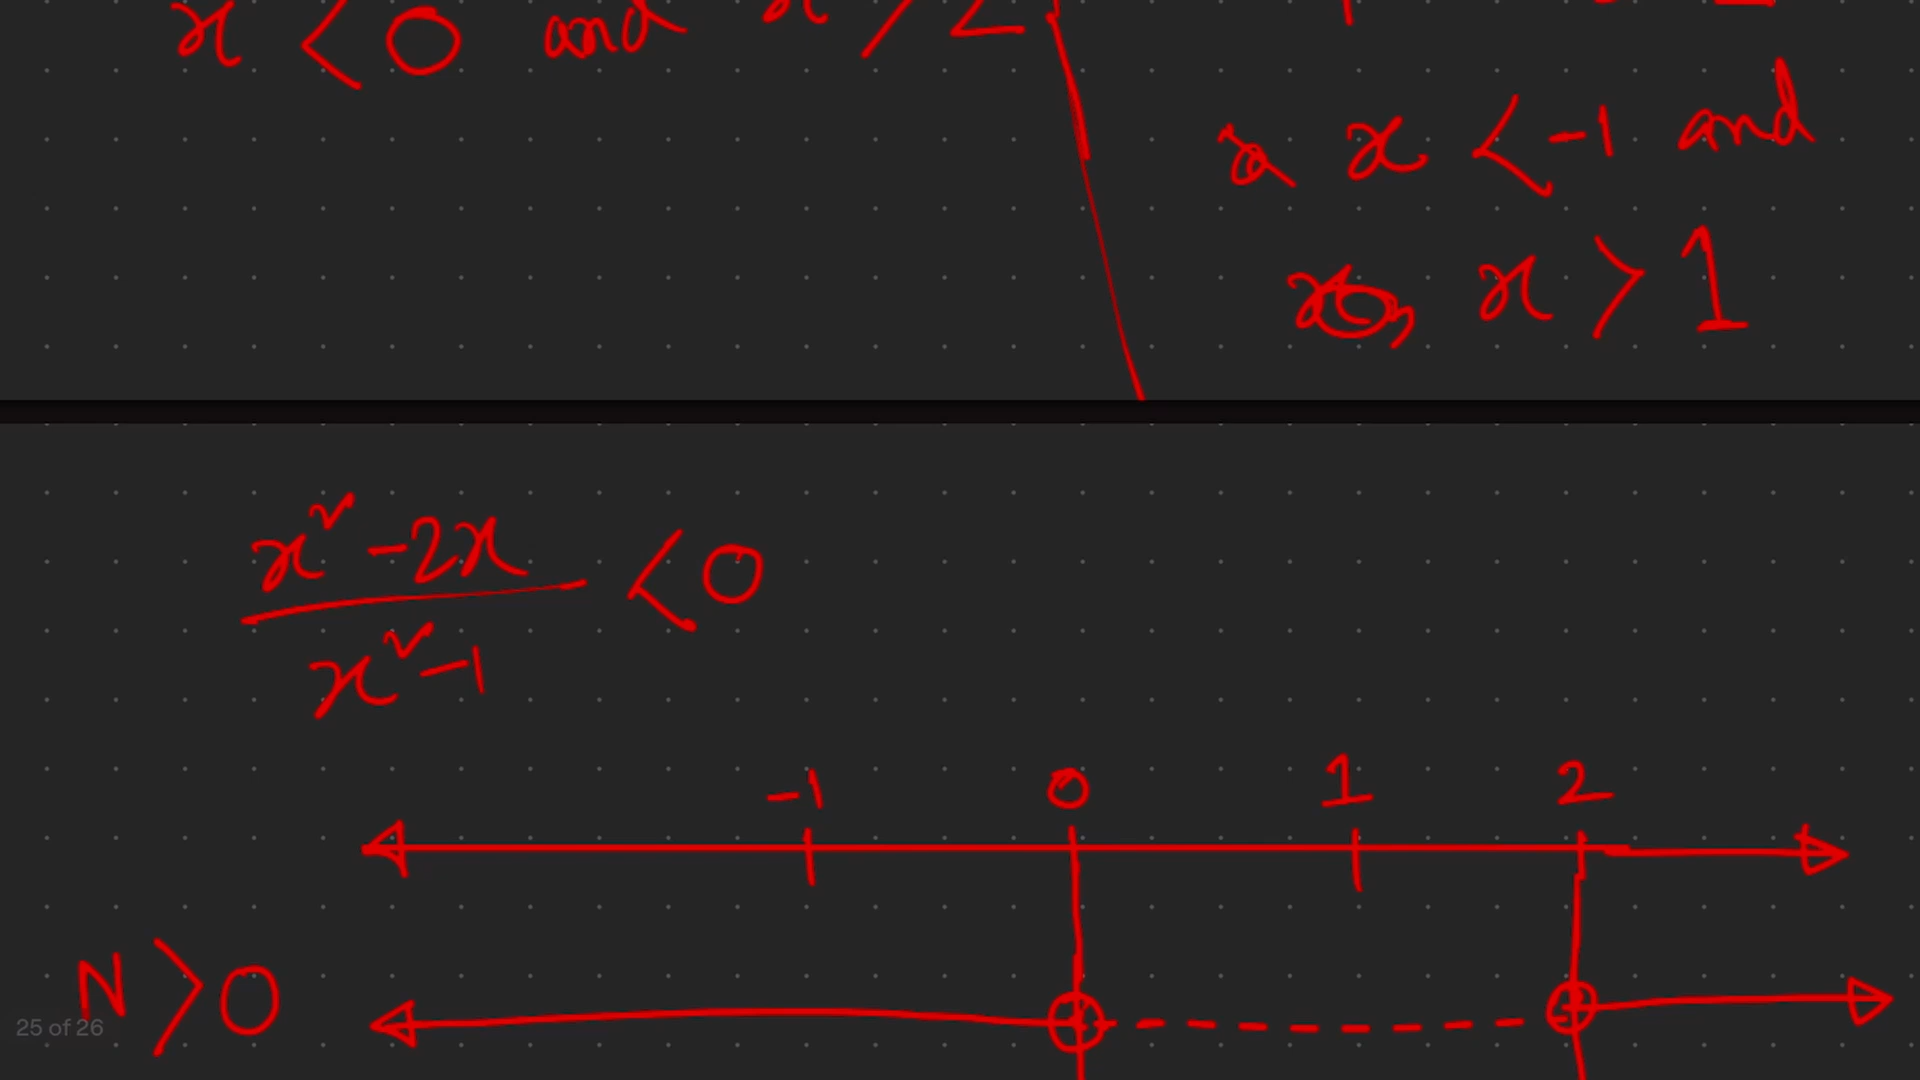 x < 0 and x > 2
x < -1 and
x > 1
x² - 2x
< 0
x² - 1
-1 0 1 2
N > 0
25 of 26